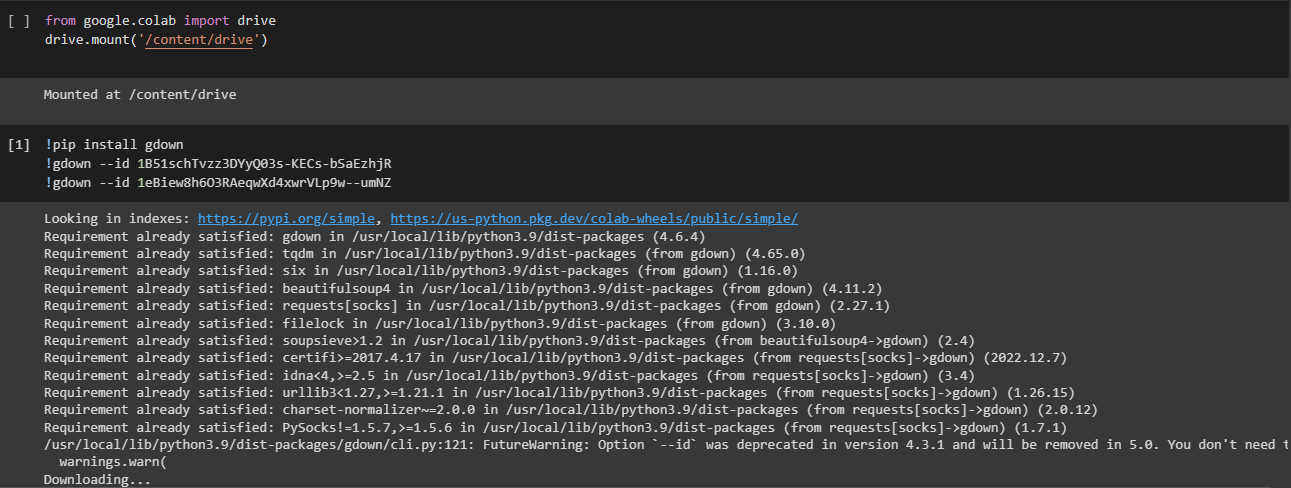 [ ] from google.colab import drive
drive.mount('/content/drive')
Mounted at /content/drive
[1] !pip install gdown
!gdown --id 1B51schTvzz3DYyQ03s-KECs-bSaEzhjR
!gdown --id 1eBiew8h6O3RAeqwXd4xwrVLp9w--umNZ
Looking in indexes: https://pypi.org/simple, https://us-python.pkg.dev/colab-wheels/public/simple/
Requirement already satisfied: gdown in /usr/local/lib/python3.9/dist-packages (4.6.4)
Requirement already satisfied: tqdm in /usr/local/lib/python3.9/dist-packages (from gdown) (4.65.0)
Requirement already satisfied: six in /usr/local/lib/python3.9/dist-packages (from gdown) (1.16.0)
Requirement already satisfied: beautifulsoup4 in /usr/local/lib/python3.9/dist-packages (from gdown) (4.11.2)
Requirement already satisfied: requests[socks] in /usr/local/lib/python3.9/dist-packages (from gdown) (2.27.1)
Requirement already satisfied: filelock in /usr/local/lib/python3.9/dist-packages (from gdown) (3.10.0)
Requirement already satisfied: soupsieve>1.2 in /usr/local/lib/python3.9/dist-packages (from beautifulsoup4->gdown) (2.4)
Requirement already satisfied: certifi>=2017.4.17 in /usr/local/lib/python3.9/dist-packages (from requests[socks]->gdown) (2022.12.7)
Requirement already satisfied: idna<4,>=2.5 in /usr/local/lib/python3.9/dist-packages (from requests[socks]->gdown) (3.4)
Requirement already satisfied: urllib3<1.27,>=1.21.1 in /usr/local/lib/python3.9/dist-packages (from requests[socks]->gdown) (1.26.15)
Requirement already satisfied: charset-normalizer~=2.0.0 in /usr/local/lib/python3.9/dist-packages (from requests[socks]->gdown) (2.0.12)
Requirement already satisfied: PySocks!=1.5.7,>=1.5.6 in /usr/local/lib/python3.9/dist-packages (from requests[socks]->gdown) (1.7.1)
/usr/local/lib/python3.9/dist-packages/gdown/cli.py:121: FutureWarning: Option `--id` was deprecated in version 4.3.1 and will be removed in 5.0. You don't need t
warnings.warn(
Downloading...